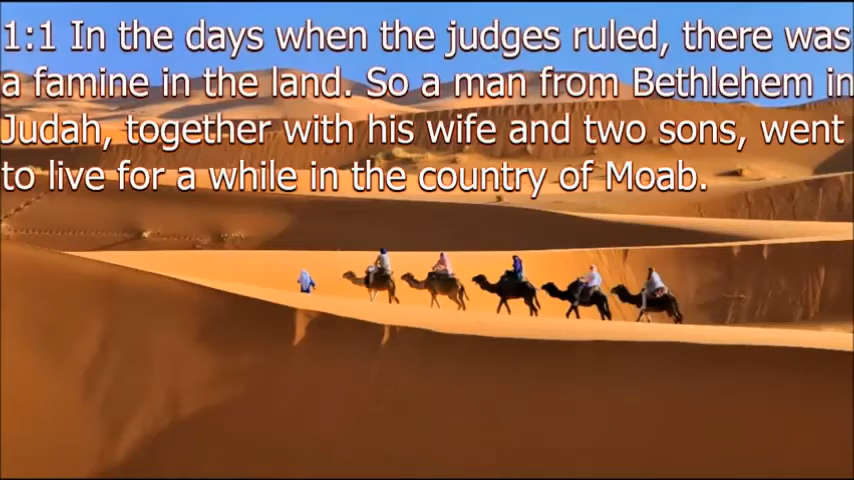 1:1 In the days when the judges ruled, there was
a famine in the land. So a man from Bethlehem in
Judah, together with his wife and two sons, went
to live for a while in the country of Moab.